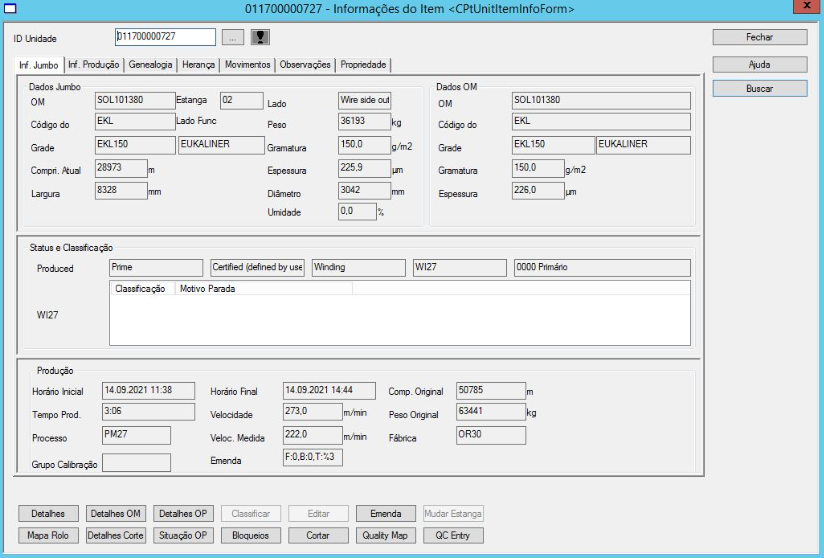 011700000727 - Informações do Item <CPtUnitItemInfoForm>
x
ID Unidade 011700000727 ... Fechar
Inf. Jumbo Inf. Produção Genealogia Herança Movimentos Observações Propriedade Ajuda
Buscar
Dados Jumbo Dados OM
OM SOL101380 Estanga 02 Lado Wire side out OM SOL101380
Código do EKL Lado Func Peso 36193 kg Código do EKL
Grade EKL150 EUKALINER Gramatura 150,0 g/m2 Grade EKL150 EUKALINER
Compri. Atual 28973 m Espessura 225,9 µm Gramatura 150,0 g/m2
Largura 8328 mm Diâmetro 3042 mm Espessura 226,0 µm
Umidade 0,0 %
Status e Classificação
Produced Prime Certified (defined by use Winding WI27 0000 Primário
Classificação Motivo Parada
WI27
Produção
Horário Inicial 14.09.2021 11:38 Horário Final 14.09.2021 14:44 Comp. Original 50785 m
Tempo Prod. 3:06 Velocidade 273,0 m/min Peso Original 63441 kg
Processo PM27 Veloc. Medida 222,0 m/min Fábrica OR30
Grupo Calibração Emenda F:0,B:0,T:%3
Detalhes Detalhes OM Detalhes OP Classificar Editar Emenda Mudar Estanga
Mapa Rolo Detalhes Corte Situação OP Bloqueios Cortar Quality Map QC Entry